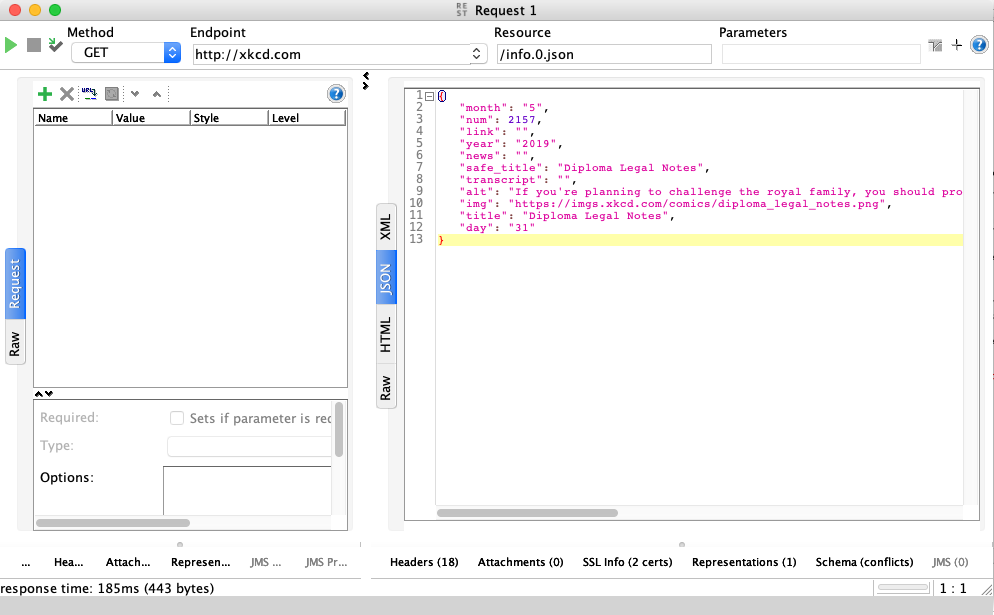 REST Request 1
Method Endpoint Resource Parameters
GET http://xkcd.com /info.0.json
URL
Name Value Style Level
Request
Raw
Required: Sets if parameter is rec
Type:
Options:
XML
JSON
HTML
Raw
1 {
2 "month": "5",
3 "num": 2157,
4 "link": "",
5 "year": "2019",
6 "news": "",
7 "safe_title": "Diploma Legal Notes",
8 "transcript": "",
9 "alt": "If you're planning to challenge the royal family, you should pro
10 "img": "https://imgs.xkcd.com/comics/diploma_legal_notes.png",
11 "title": "Diploma Legal Notes",
12 "day": "31"
13 }
... Hea... Attach... Represen... JMS ... JMS Pr...
Headers (18) Attachments (0) SSL Info (2 certs) Representations (1) Schema (conflicts) JMS (0)
response time: 185ms (443 bytes)
1 : 1